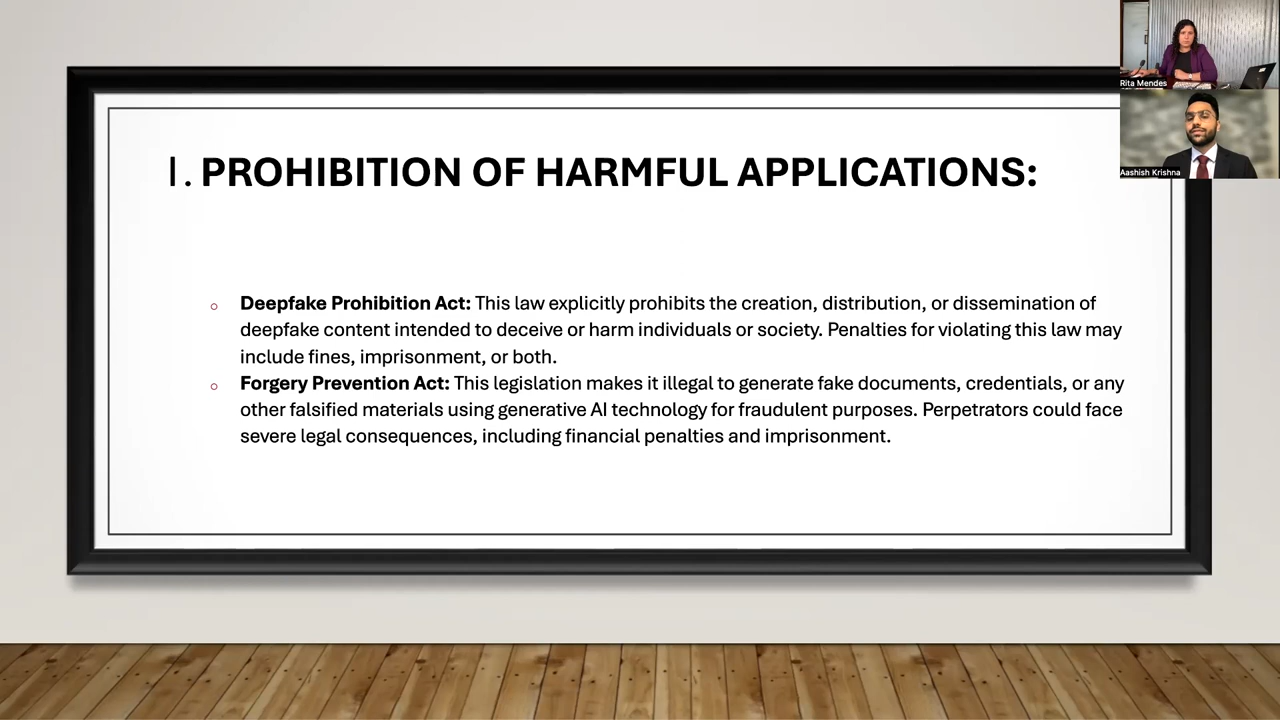 I. PROHIBITION OF HARMFUL APPLICATIONS:
Deepfake Prohibition Act: This law explicitly prohibits the creation, distribution, or dissemination of
deepfake content intended to deceive or harm individuals or society. Penalties for violating this law may
include fines, imprisonment, or both.
Forgery Prevention Act: This legislation makes it illegal to generate fake documents, credentials, or any
other falsified materials using generative AI technology for fraudulent purposes. Perpetrators could face
severe legal consequences, including financial penalties and imprisonment.
Rita Mendes
Aashish Krishna